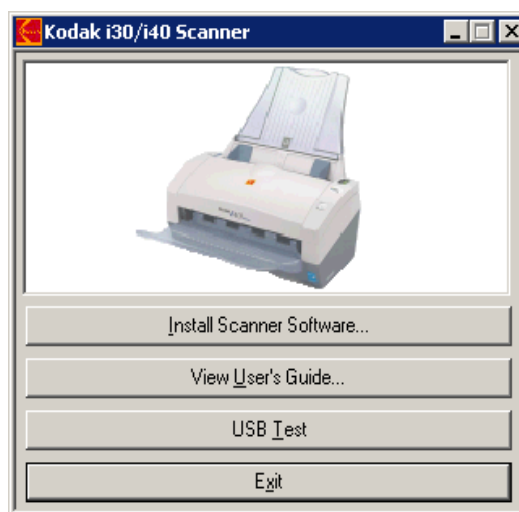 Kodak i30/i40 Scanner
Install Scanner Software...
View User's Guide...
USB Test
Exit